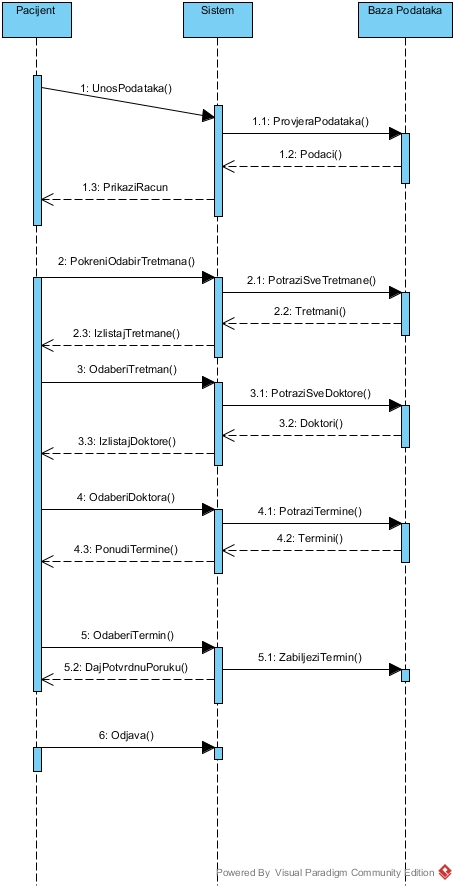 Pacijent
Sistem
Baza Podataka
1: UnosPodataka()
1.1: ProvjeraPodataka()
1.2: Podaci()
1.3: PrikaziRacun
2: PokreniOdabirTretmana()
2.1: PotraziSveTretmane()
2.2: Tretmani()
2.3: IzlistajTretmane()
3: OdaberiTretman()
3.1: PotraziSveDoktore()
3.2: Doktori()
3.3: IzlistajDoktore()
4: OdaberiDoktora()
4.1: PotraziTermine()
4.2: Termini()
4.3: PonudiTermine()
5: OdaberiTermin()
5.1: ZabiljeziTermin()
5.2: DajPotvrdnuPoruku()
6: Odjava()
Powered By Visual Paradigm Community Edition